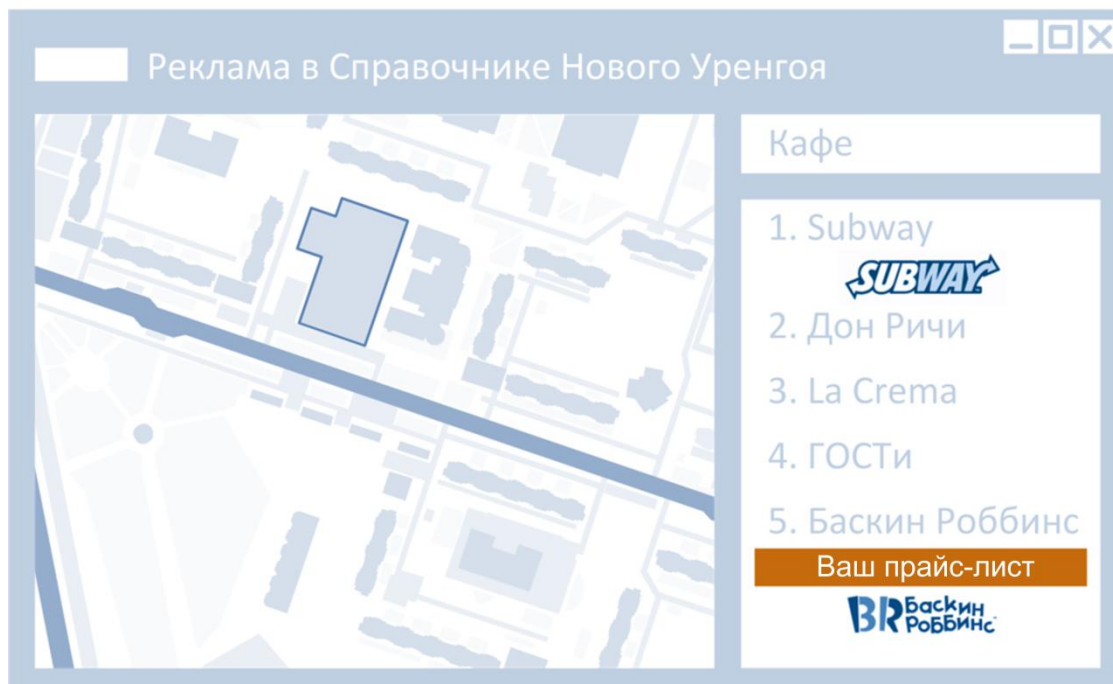 Реклама в Справочнике Нового Уренгоя
Кафе
1. Subway
SUBWAY
2. Дон Ричи
3. La Crema
4. ГОСТи
5. Баскин Роббинс
Ваш прайс-лист
BR Баскин
Роббинс